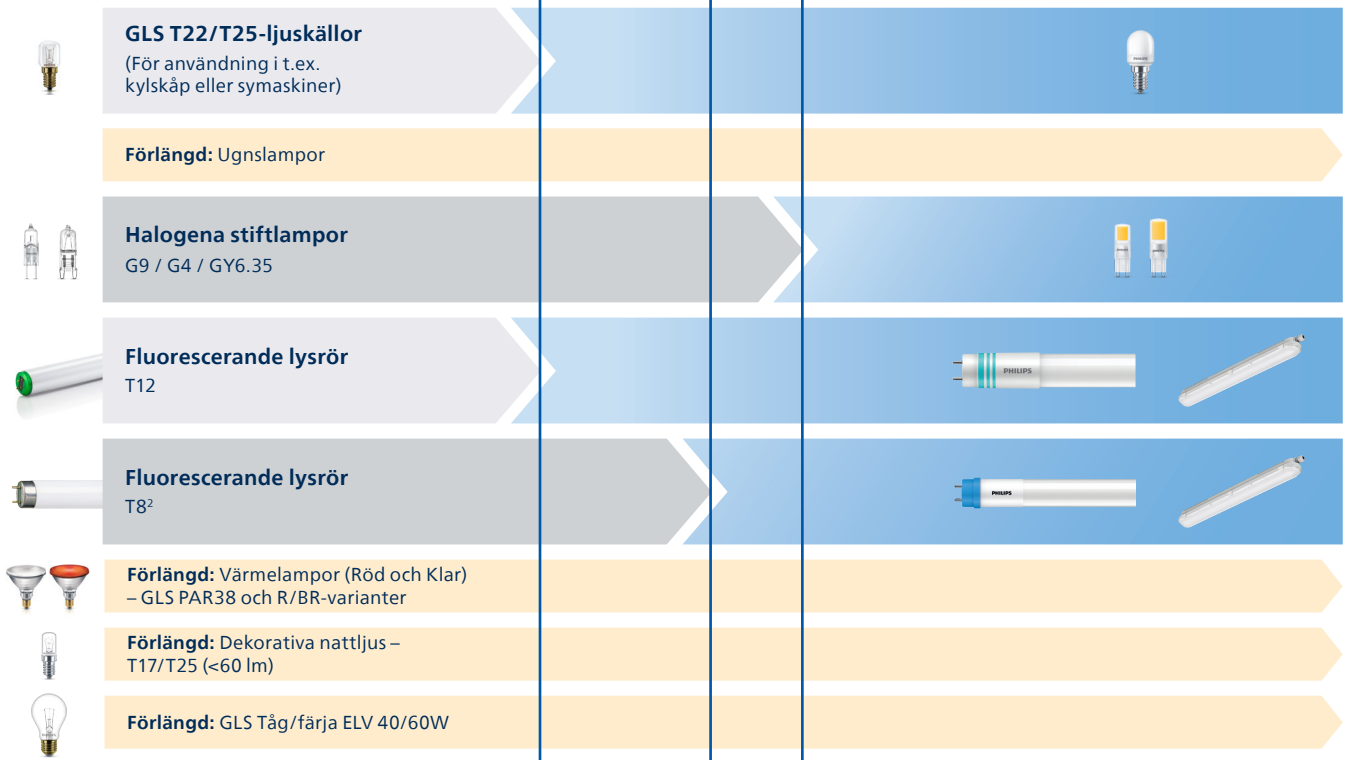 GLS T22/T25-ljuskällor
(För användning i t.ex.
kylskåp eller symaskiner)
Förlängd: Ugnslampor
Halogena stiftlampor
G9 / G4 / GY6.35
Fluorescerande lysrör
T12
PHILIPS
Fluorescerande lysrör
T8²
PHILIPS
Förlängd: Värmelampor (Röd och Klar)
– GLS PAR38 och R/BR-varianter
Förlängd: Dekorativa nattljus –
T17/T25 (<60 lm)
Förlängd: GLS Tåg/färja ELV 40/60W